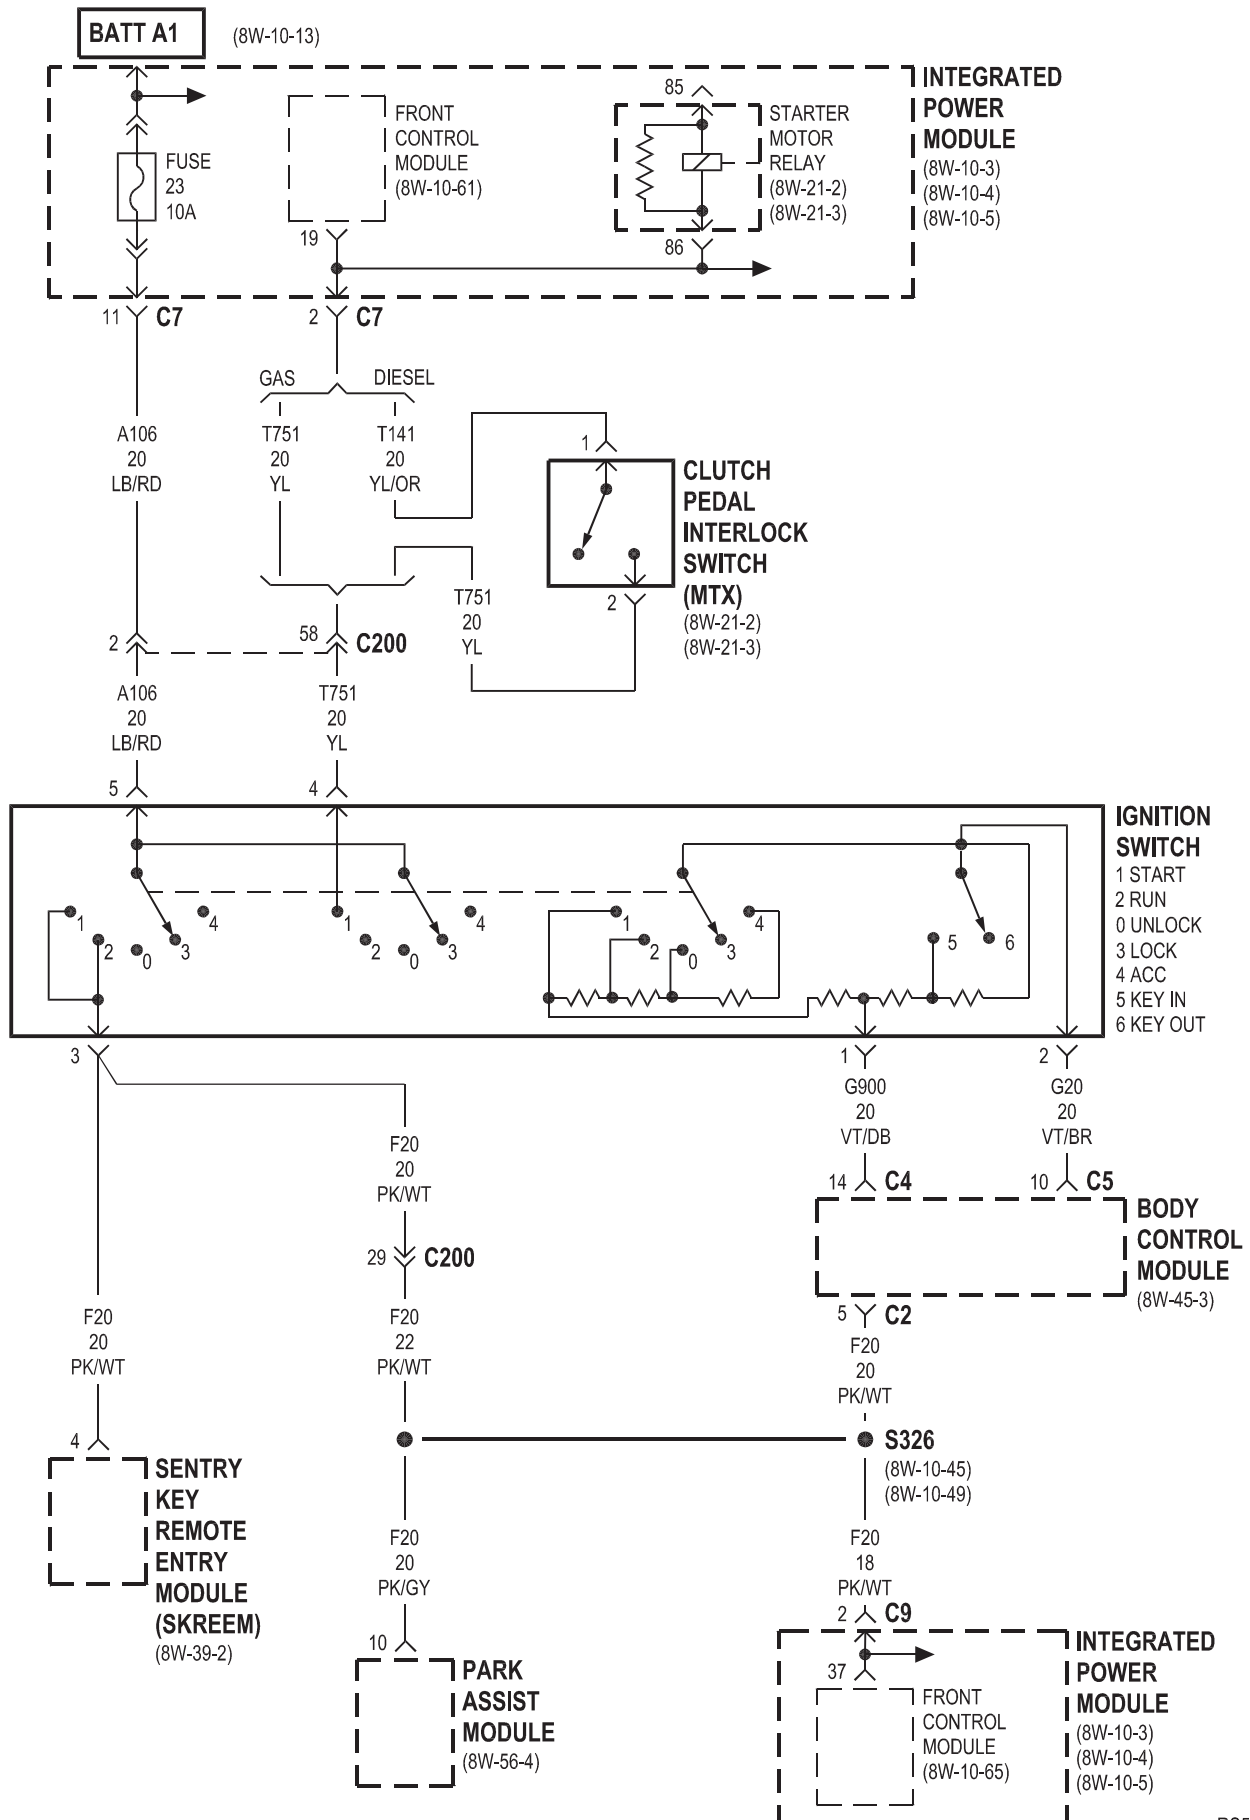 BATT A1
(8W-10-13)
INTEGRATED
POWER
MODULE
(8W-10-3)
(8W-10-4)
(8W-10-5)
FUSE
23
10A
FRONT
CONTROL
MODULE
(8W-10-61)
19
85
STARTER
MOTOR
RELAY
(8W-21-2)
(8W-21-3)
86
11 C7
2 C7
GAS
DIESEL
A106
20
LB/RD
T751
20
YL
T141
20
YL/OR
1
CLUTCH
PEDAL
INTERLOCK
SWITCH
(MTX)
(8W-21-2)
(8W-21-3)
2
T751
20
YL
2
58 C200
A106
20
LB/RD
T751
20
YL
5
4
IGNITION
SWITCH
1 START
2 RUN
0 UNLOCK
3 LOCK
4 ACC
5 KEY IN
6 KEY OUT
1
2
0
3
4
1
2
0
3
4
1
2
0
3
4
5
6
3
1
2
G900
20
VT/DB
G20
20
VT/BR
F20
20
PK/WT
14 C4
10 C5
BODY
CONTROL
MODULE
(8W-45-3)
29 C200
5 C2
F20
20
PK/WT
F20
22
PK/WT
F20
20
PK/WT
4
SENTRY
KEY
REMOTE
ENTRY
MODULE
(SKREEM)
(8W-39-2)
S326
(8W-10-45)
(8W-10-49)
F20
20
PK/GY
F20
18
PK/WT
10
PARK
ASSIST
MODULE
(8W-56-4)
2 C9
37
FRONT
CONTROL
MODULE
(8W-10-65)
INTEGRATED
POWER
MODULE
(8W-10-3)
(8W-10-4)
(8W-10-5)